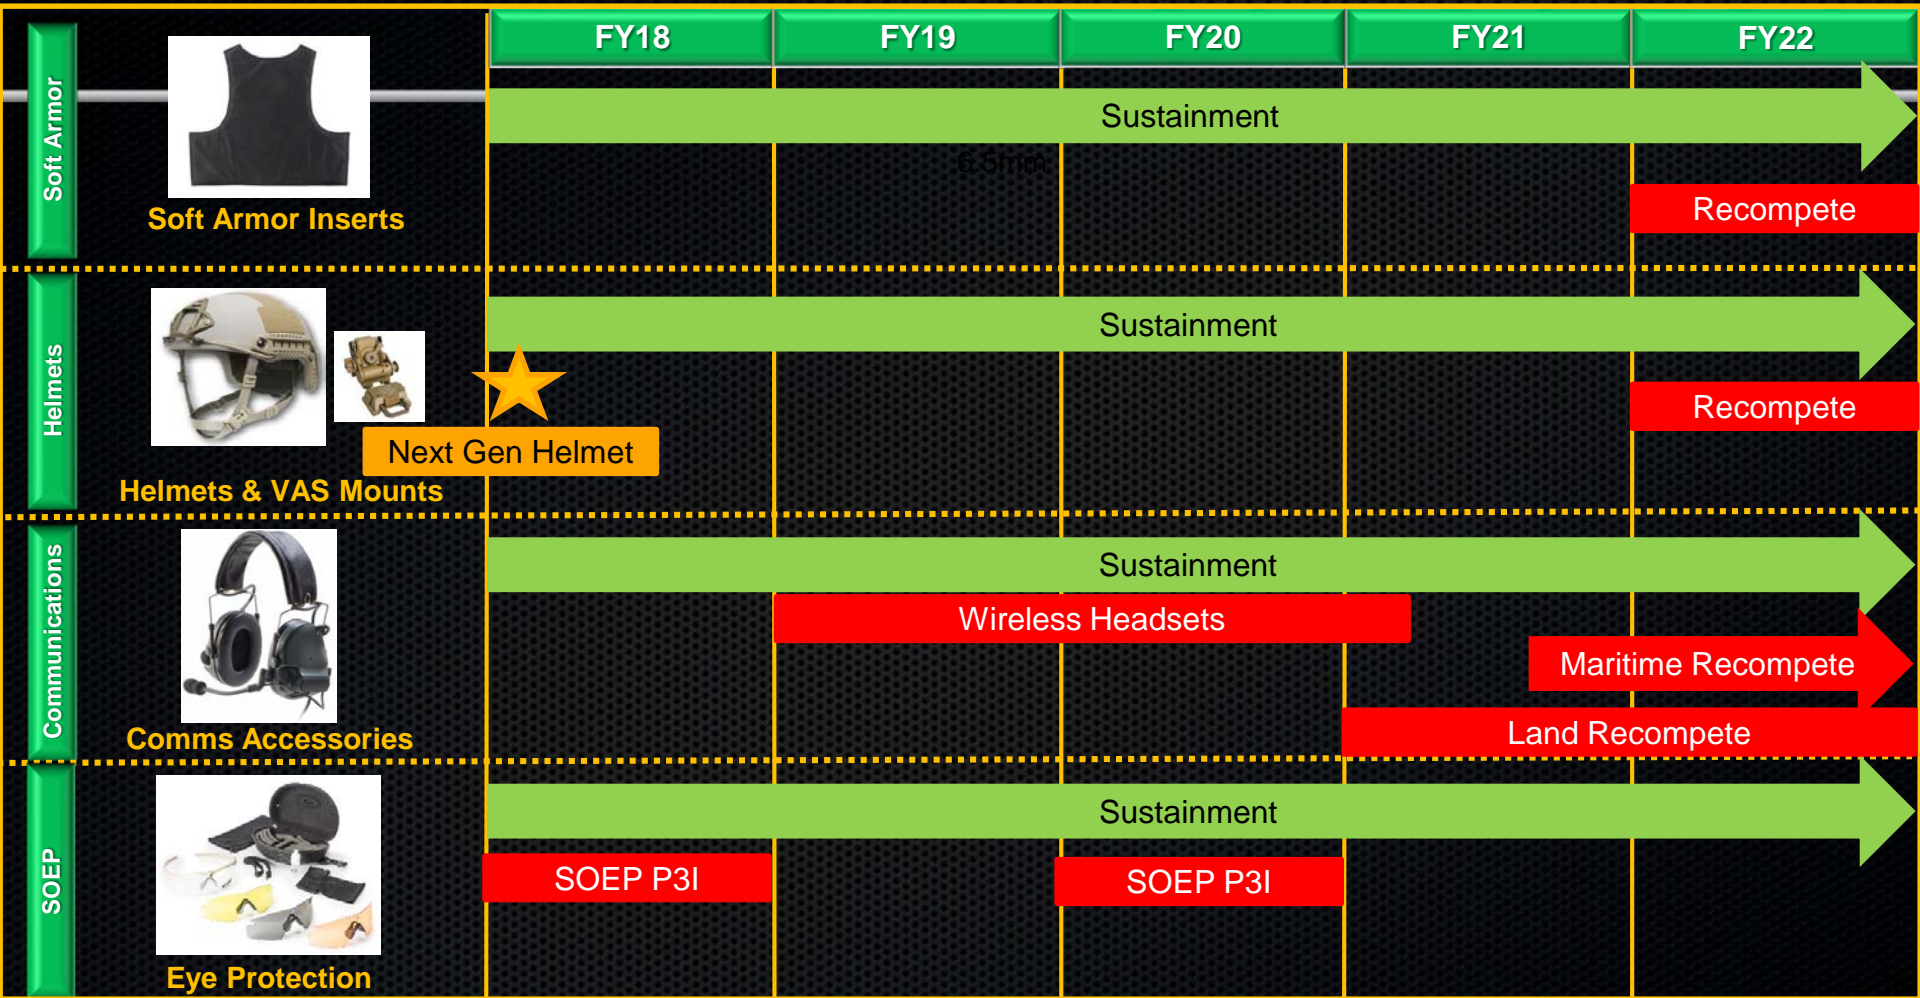 FY18
FY19
FY20
FY21
FY22
Soft Armor
Soft Armor Inserts
Sustainment
6.5mm
Recompete
Helmets
Helmets & VAS Mounts
Sustainment
Next Gen Helmet
Recompete
Communications
Comms Accessories
Sustainment
Wireless Headsets
Maritime Recompete
Land Recompete
SOEP
Eye Protection
Sustainment
SOEP P3I
SOEP P3I